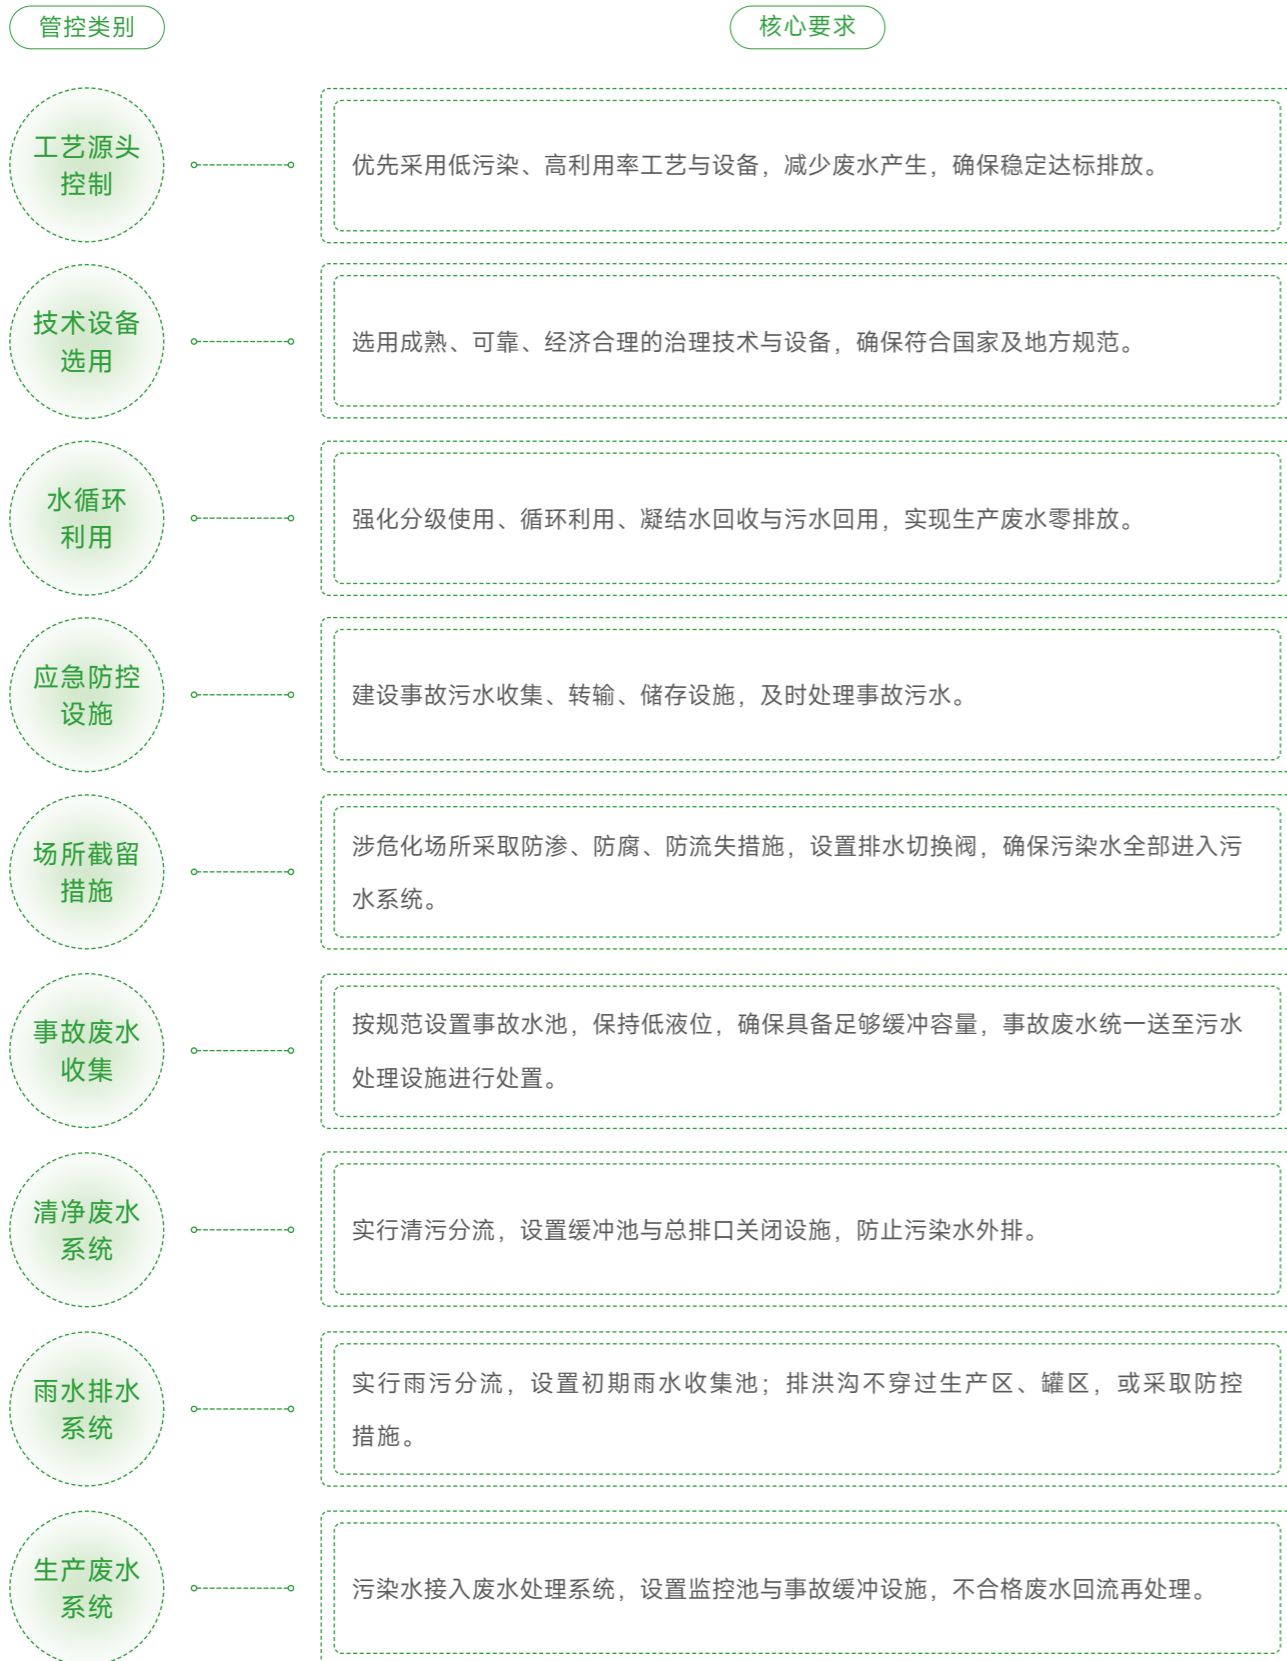 管控类别
核心要求
工艺源头
控制
优先采用低污染、高利用率工艺与设备，减少废水产生，确保稳定达标排放。
技术设备
选用
选用成熟、可靠、经济合理的治理技术与设备，确保符合国家及地方规范。
水循环
利用
强化分级使用、循环利用、凝结水回收与污水回用，实现生产废水零排放。
应急防控
设施
建设事故污水收集、转输、储存设施，及时处理事故污水。
场所截留
措施
涉危化场所采取防渗、防腐、防流失措施，设置排水切换阀，确保污染水全部进入污
水系统。
事故废水
收集
按规范设置事故水池，保持低液位，确保具备足够缓冲容量，事故废水统一送至污水
处理设施进行处置。
清净废水
系统
实行清污分流，设置缓冲池与总排口关闭设施，防止污染水外排。
雨水排水
系统
实行雨污分流，设置初期雨水收集池；排洪沟不穿过生产区、罐区，或采取防控
措施。
生产废水
系统
污染水接入废水处理系统，设置监控池与事故缓冲设施，不合格废水回流再处理。